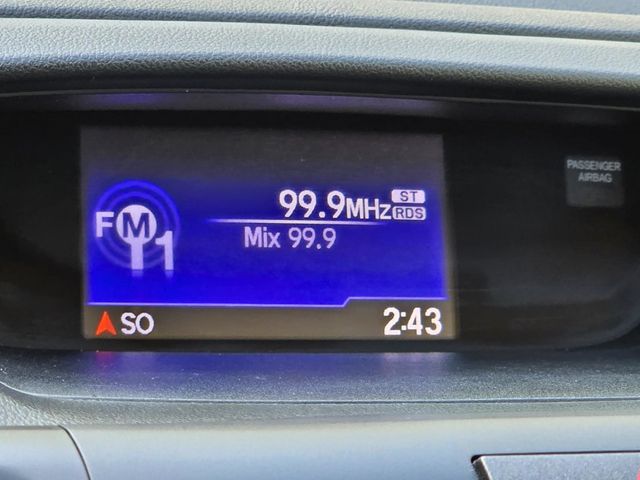 PASSENGER
AIRBAG
FM1
99.9MHz
ST
RDS
Mix 99.9
SO
2:43